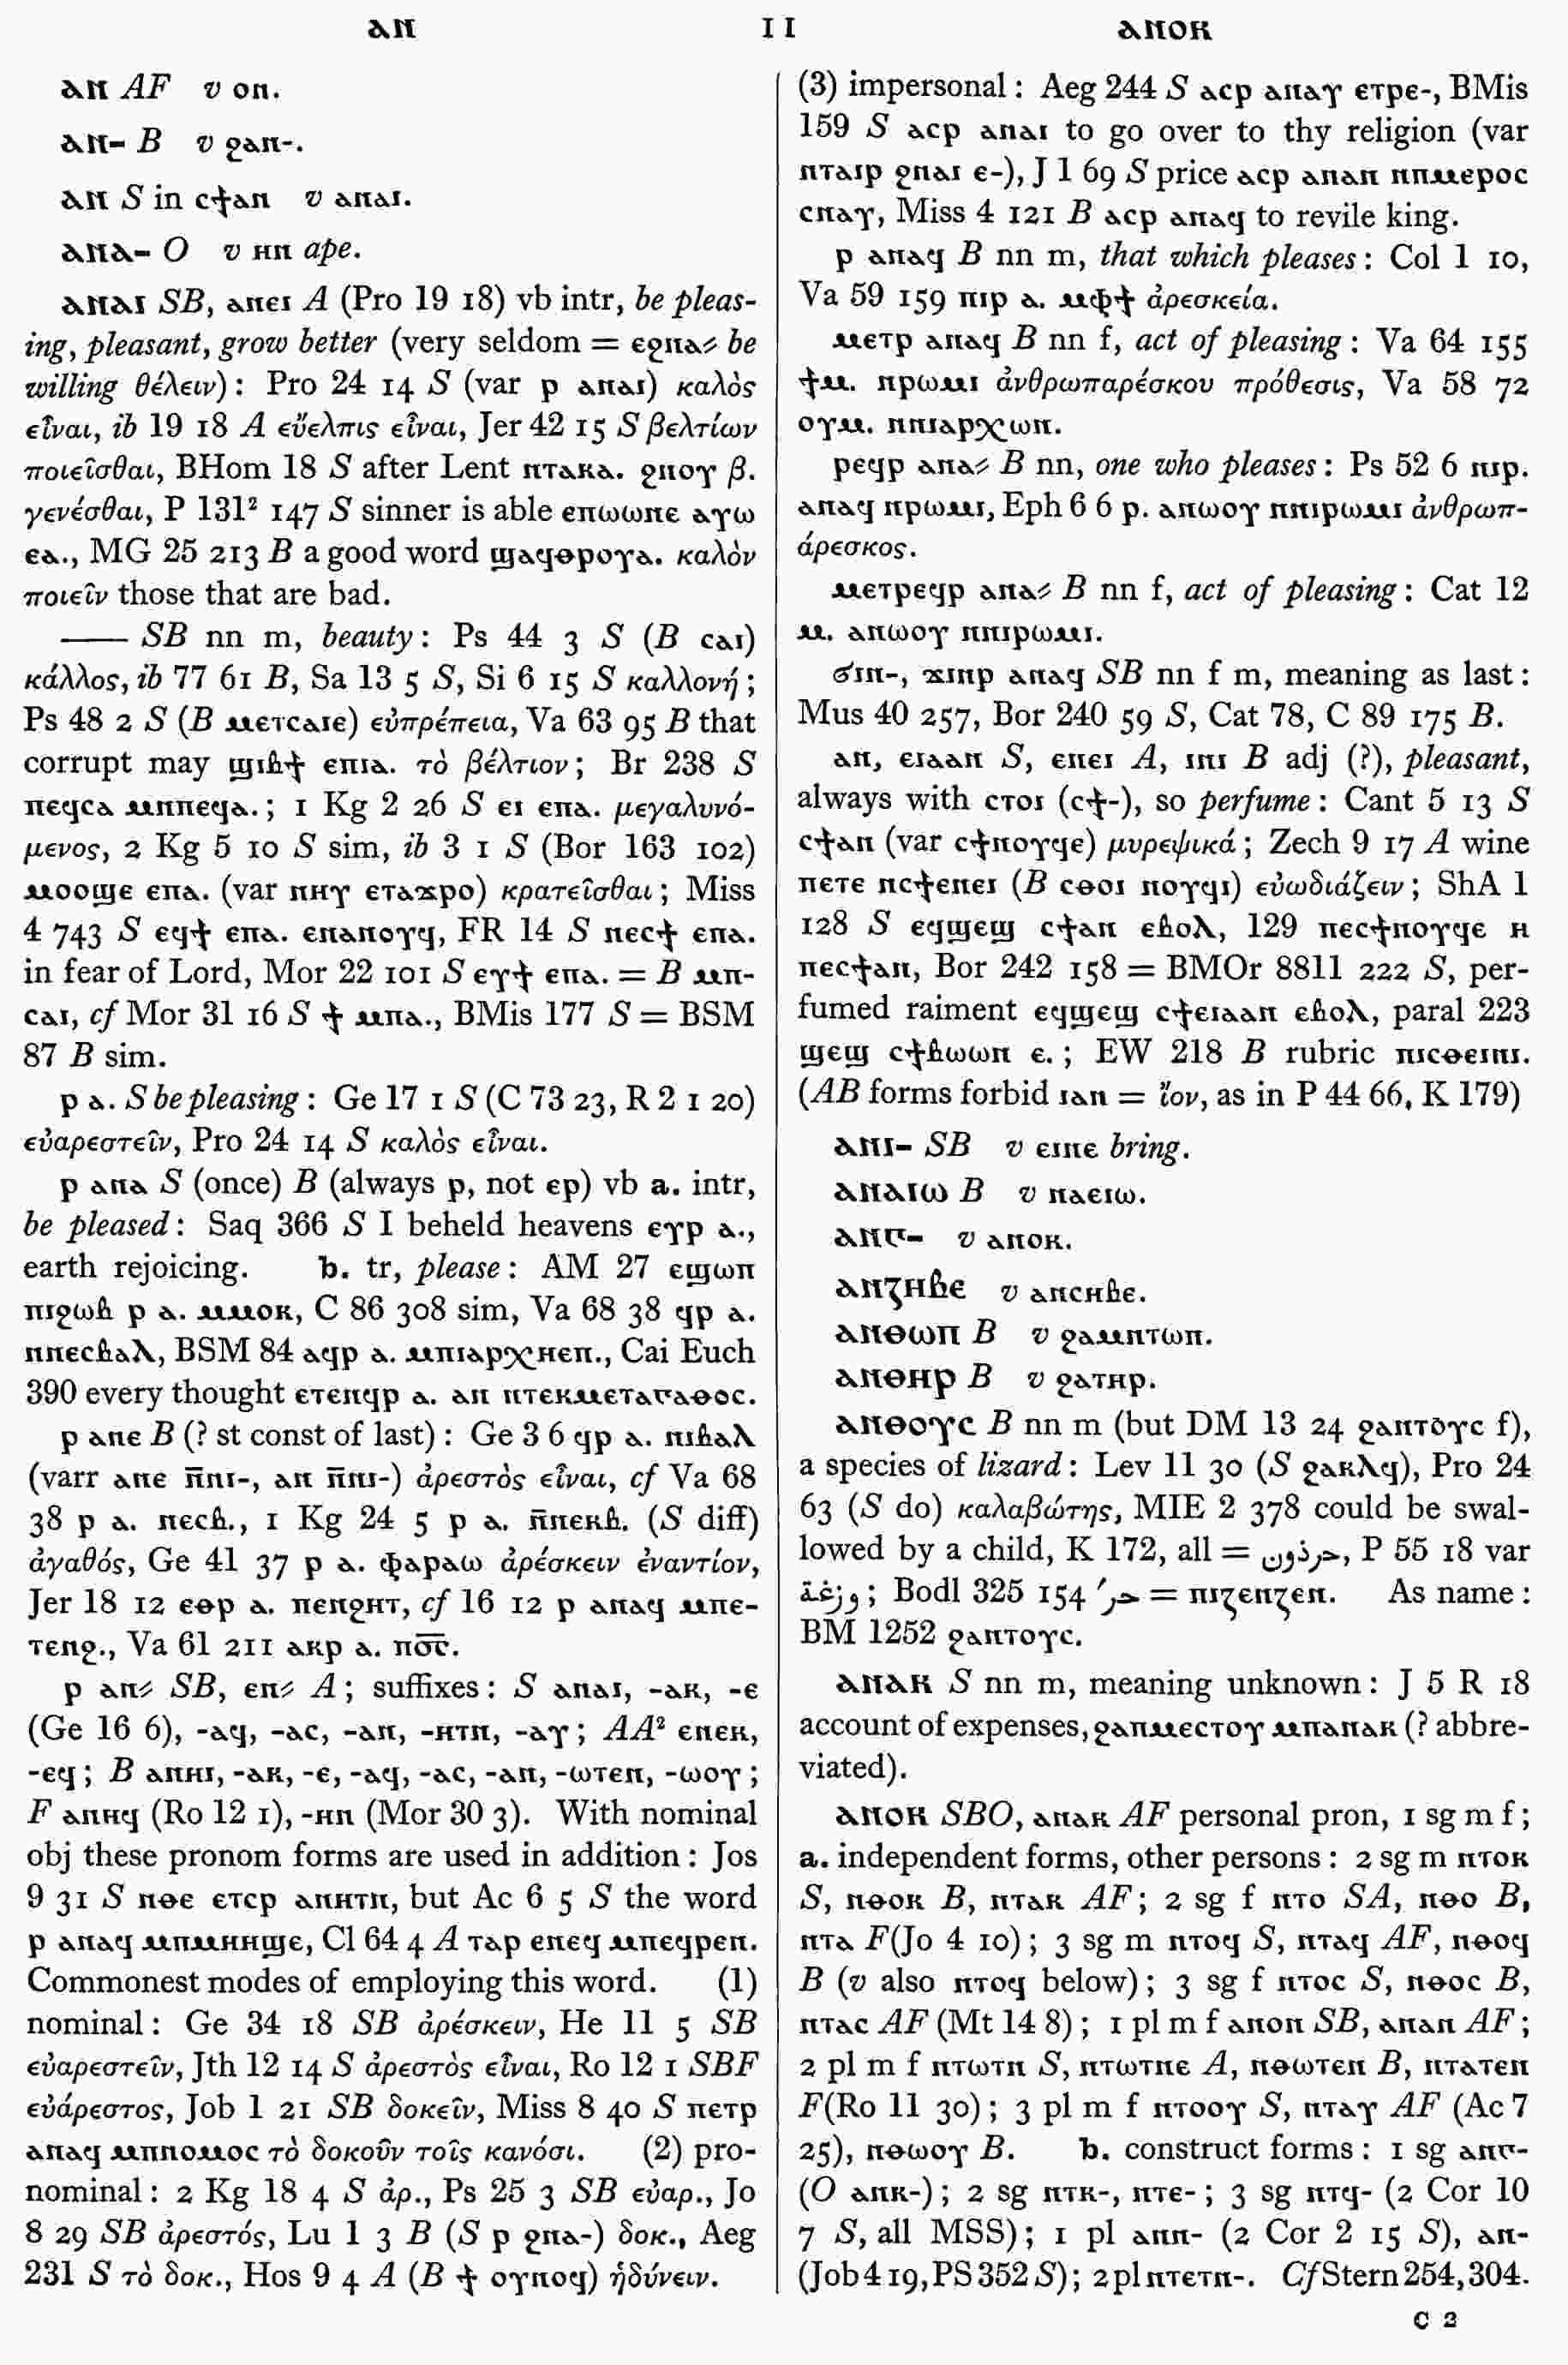 ⲁⲛ 11 ⲁⲛⲟⲕ
ⲁⲛ AF v ⲟⲛ.
ⲁⲛ- B v ϩⲁⲛ-.
ⲁⲛ S in ⲥϯⲁⲛ v ⲁⲛⲁⲓ.
ⲁⲛⲁ- O v ⲏⲛ ape.
ⲁⲛⲁⲓ SB, ⲁⲛⲉⲓ A (Pro 19 18) vb intr, be pleas-
ing, pleasant, grow better (very seldom = ⲉϩⲛⲁ⸗ be
willing θέλειν): Pro 24 14 S (var ⲣ ⲁⲛⲁⲓ) καλὸς
εἶναι, ib 19 18 A εὔελπις εἶναι, Jer 42 15 S βελτίων
ποιεῖσθαι, BHom 18 S after Lent ⲛⲧⲁⲕⲁ. ϩⲛⲟⲩ β.
γενέσθαι, P 131² 147 S sinner is able ⲉⲡⲱⲱⲛⲉ ⲁⲩⲱ
ⲉⲁ., MG 25 213 B a good word ϣⲁϥⲑⲣⲟⲩⲁ. καλὸν
ποιεῖν those that are bad.
—— SB nn m, beauty: Ps 44 3 S (B ⲥⲁⲓ)
κάλλος, ib 77 61 B, Sa 13 5 S, Si 6 15 S καλλονή;
Ps 48 2 S (B ⲙⲉⲧⲥⲁⲓⲉ) εὐπρέπεια, Va 63 95 B that
corrupt may ϣⲓⲃϯ ⲉⲡⲓⲁ. τὸ βέλτιον; Br 238 S
ⲡⲉϥⲥⲁ ⲙⲛⲡⲉϥⲁ.; 1 Kg 2 26 S ⲉⲓ ⲉⲡⲁ. μεγαλυνό-
μενος, 2 Kg 5 10 S sim, ib 3 1 S (Bor 163 102)
ⲙⲟⲟϣⲉ ⲉⲡⲁ. (var ⲛⲏⲩ ⲉⲧⲁϫⲣⲟ) κρατεῖσθαι; Miss
4 743 S ⲉϥϯ ⲉⲡⲁ. ⲉⲛⲁⲛⲟⲩϥ, FR 14 S ⲛⲉⲥϯ ⲉⲡⲁ.
in fear of Lord, Mor 22 101 S ⲉⲩϯ ⲉⲡⲁ. = B ⲙⲡ-
ⲥⲁⲓ, cf Mor 31 16 S ϯ ⲙⲡⲁ., BMis 177 S = BSM
87 B sim.
ⲣ ⲁ. S be pleasing: Ge 17 1 S (C 73 23, R 2 1 20)
εὐαρεστεῖν, Pro 24 14 S καλὸς εἶναι.
ⲣ ⲁⲛⲁ S (once) B (always ⲣ, not ⲉⲣ) vb a. intr,
be pleased: Saq 366 S I beheld heavens ⲉⲩⲣ ⲁ.,
earth rejoicing. b. tr, please: AM 27 ⲉϣⲱⲡ
ⲡⲓϩⲱⲃ ⲣ ⲁ. ⲙⲙⲟⲕ, C 86 308 sim, Va 68 38 ϥⲣ ⲁ.
ⲛⲛⲉⲥⲃⲁⲗ, BSM 84 ⲁϥⲣ ⲁ. ⲙⲡⲓⲁⲣⲭⲏⲉⲡ., Cai Euch
390 every thought ⲉⲧⲉⲛϥⲣ ⲁ. ⲁⲛ ⲛⲧⲉⲕⲙⲉⲧⲁⲅⲁⲑⲟⲥ.
ⲣ ⲁⲛⲉ B (? st const of last): Ge 3 6 ϥⲣ ⲁ. ⲛⲓⲃⲁⲗ
(varr ⲁⲛⲉ ⲛ̄ⲛⲓ-, ⲁⲛ ⲛ̄ⲛⲓ-) ἀρεστὸς εἶναι, cf Va 68
38 ⲣ ⲁ. ⲛⲉⲥⲃ., 1 Kg 24 5 ⲣ ⲁ. ⲛ̄ⲛⲉⲕⲃ. (S diff)
ἀγαθός, Ge 41 37 ⲣ ⲁ. ⲫⲁⲣⲁⲱ ἀρέσκειν ἐναντίον,
Jer 18 12 ⲉⲑⲣ ⲁ. ⲡⲉⲛϩⲏⲧ, cf 16 12 ⲣ ⲁⲛⲁϥ ⲙⲡⲉ-
ⲧⲉⲛϩ., Va 61 211 ⲁⲕⲣ ⲁ. ⲡⲟ̅ⲥ̅.
ⲣ ⲁⲛ⸗ SB, ⲉⲛ⸗ A; suffixes: S ⲁⲛⲁⲓ, -ⲁⲕ, -ⲉ
(Ge 16 6), -ⲁϥ, -ⲁⲥ, -ⲁⲛ, -ⲏⲧⲛ, -ⲁⲩ; AA² ⲉⲛⲉⲕ,
-ⲉϥ; B ⲁⲛⲏⲓ, -ⲁⲕ, -ⲉ, -ⲁϥ, -ⲁⲥ, -ⲁⲛ, -ⲱⲧⲉⲛ, -ⲱⲟⲩ;
F ⲁⲛⲏϥ (Ro 12 1), -ⲏⲛ (Mor 30 3). With nominal
obj these pronom forms are used in addition: Jos
9 31 S ⲛⲑⲉ ⲉⲧⲥⲣ ⲁⲛⲏⲧⲛ, but Ac 6 5 S the word
ⲣ ⲁⲛⲁϥ ⲙⲡⲙⲏⲏϣⲉ, Cl 64 4 A ⲧⲁⲣ ⲉⲛⲉϥ ⲙⲡⲉϥⲣⲉⲛ.
Commonest modes of employing this word. (1)
nominal: Ge 34 18 SB ἀρέσκειν, He 11 5 SB
εὐαρεστεῖν, Jth 12 14 S ἀρεστὸς εἶναι, Ro 12 1 SBF
εὐάρεστος, Job 1 21 SB δοκεῖν, Miss 8 40 S ⲡⲉⲧⲣ
ⲁⲛⲁϥ ⲙⲡⲛⲟⲙⲟⲥ τὸ δοκοῦν τοῖς κανόσι. (2) pro-
nominal: 2 Kg 18 4 S ἀρ., Ps 25 3 SB εὐαρ., Jo
8 29 SB ἀρεστός, Lu 1 3 B (S ⲣ ϩⲛⲁ-) δοκ., Aeg
231 S τὸ δοκ., Hos 9 4 A (B ϯ ⲟⲩⲛⲟϥ) ἡδύνειν.
(3) impersonal: Aeg 244 S ⲁⲥⲣ ⲁⲛⲁⲩ ⲉⲧⲣⲉ-, BMis
159 S ⲁⲥⲣ ⲁⲛⲁⲓ to go over to thy religion (var
ⲛⲧⲁⲓⲣ ϩⲛⲁⲓ ⲉ-), J 1 69 S price ⲁⲥⲣ ⲁⲛⲁⲛ ⲛⲡⲙⲉⲣⲟⲥ
ⲥⲛⲁⲩ, Miss 4 121 B ⲁⲥⲣ ⲁⲛⲁϥ to revile king.
ⲣ ⲁⲛⲁϥ B nn m, that which pleases: Col 1 10,
Va 59 159 ⲡⲓⲣ ⲁ. ⲙⲫϯ ἀρεσκεία.
ⲙⲉⲧⲣ ⲁⲛⲁϥ B nn f, act of pleasing: Va 64 155
ϯⲙ. ⲛⲣⲱⲙⲓ ἀνθρωπαρέσκου πρόθεσις, Va 58 72
ⲟⲩⲙ. ⲛⲛⲓⲁⲣⲭⲱⲛ.
ⲣⲉϥⲣ ⲁⲛⲁ⸗ B nn, one who pleases: Ps 52 6 ⲛⲓⲣ.
ⲁⲛⲁϥ ⲛⲣⲱⲙⲓ, Eph 6 6 ⲣ. ⲁⲛⲱⲟⲩ ⲛⲛⲓⲣⲱⲙⲓ ἀνθρωπ-
άρεσκος.
ⲙⲉⲧⲣⲉϥⲣ ⲁⲛⲁ⸗ B nn f, act of pleasing: Cat 12
ⲙ. ⲁⲛⲱⲟⲩ ⲛⲛⲓⲣⲱⲙⲓ.
ϭⲓⲛ-, ϫⲓⲛⲣ ⲁⲛⲁϥ SB nn f m, meaning as last:
Mus 40 257, Bor 240 59 S, Cat 78, C 89 175 B.
ⲁⲛ, ⲉⲓⲁⲁⲛ S, ⲉⲛⲉⲓ A, ⲓⲛⲓ B adj (?), pleasant,
always with ⲥⲧⲟⲓ (ⲥϯ-), so perfume: Cant 5 13 S
ⲥϯⲁⲛ (var ⲥϯⲛⲟⲩϥⲉ) μυρεψικά; Zech 9 17 A wine
ⲡⲉⲧⲉ ⲡⲥϯⲉⲛⲉⲓ (B ⲥⲑⲟⲓ ⲛⲟⲩϥⲓ) εὐωδιάζειν; ShA 1
128 S ⲉϥϣⲉϣ ⲥϯⲁⲛ ⲉⲃⲟⲗ, 129 ⲡⲉⲥϯⲛⲟⲩϥⲉ ⲏ
ⲡⲉⲥϯⲁⲛ, Bor 242 158 = BMOr 8811 222 S, per-
fumed raiment ⲉϥϣⲉϣ ⲥϯⲉⲓⲁⲁⲛ ⲉⲃⲟⲗ, paral 223
ϣⲉϣ ⲥϯⲃⲱⲱⲛ ⲉ.; EW 218 B rubric ⲡⲓⲥⲑⲉⲓⲛⲓ.
(AB forms forbid ⲓⲁⲛ = ἴον, as in P 44 66, K 179)
ⲁⲛⲓ- SB v ⲉⲓⲛⲉ bring.
ⲁⲛⲁⲓⲱ B v ⲛⲁⲉⲓⲱ.
ⲁⲛⲅ- v ⲁⲛⲟⲕ.
ⲁⲛⲍⲏⲃⲉ v ⲁⲛⲥⲏⲃⲉ.
ⲁⲛⲑⲱⲡ B v ϩⲁⲙⲛⲧⲱⲡ.
ⲁⲛⲑⲏⲣ B v ϩⲁⲧⲏⲣ.
ⲁⲛⲑⲟⲩⲥ B nn m (but DM 13 24 ϩⲁⲛⲧⲟ̄ⲩⲥ f),
a species of lizard: Lev 11 30 (S ϩⲁⲕⲗϥ), Pro 24
63 (S do) καλαβώτης, MIE 2 378 could be swal-
lowed by a child, K 172, all = حرذون, P 55 18 var
وزغة; Bodl 325 154 حر′ = ⲡⲓⲍⲉⲛⲍⲉⲛ. As name:
BM 1252 ϩⲁⲛⲧⲟⲩⲥ.
ⲁⲛⲁⲕ S nn m, meaning unknown: J 5 R 18
account of expenses, ϩⲁⲡⲙⲉⲥⲧⲟⲩ ⲙⲡⲁⲛⲁⲕ (? abbre-
viated).
ⲁⲛⲟⲕ SBO, ⲁⲛⲁⲕ AF personal pron, 1 sg m f;
a. independent forms, other persons: 2 sg m ⲛⲧⲟⲕ
S, ⲛⲑⲟⲕ B, ⲛⲧⲁⲕ AF; 2 sg f ⲛⲧⲟ SA, ⲛⲑⲟ B,
ⲛⲧⲁ F(Jo 4 10); 3 sg m ⲛⲧⲟϥ S, ⲛⲧⲁϥ AF, ⲛⲑⲟϥ
B (v also ⲛⲧⲟϥ below); 3 sg f ⲛⲧⲟⲥ S, ⲛⲑⲟⲥ B,
ⲛⲧⲁⲥ AF (Mt 14 8); 1 pl m f ⲁⲛⲟⲛ SB, ⲁⲛⲁⲛ AF;
2 pl m f ⲛⲧⲱⲧⲛ S, ⲛⲧⲱⲧⲛⲉ A, ⲛⲑⲱⲧⲉⲛ B, ⲛⲧⲁⲧⲉⲛ
F(Ro 11 30); 3 pl m f ⲛⲧⲟⲟⲩ S, ⲛⲧⲁⲩ AF (Ac 7
25), ⲛⲑⲱⲟⲩ B. b. construct forms: 1 sg ⲁⲛⲅ-
(O ⲁⲛⲕ-); 2 sg ⲛⲧⲕ-, ⲛⲧⲉ-; 3 sg ⲛⲧϥ- (2 Cor 10
7 S, all MSS); 1 pl ⲁⲛⲛ- (2 Cor 2 15 S), ⲁⲛ-
(Job 4 19, PS 352 S); 2 pl ⲛⲧⲉⲧⲛ-. Cf Stern 254, 304.
C 2